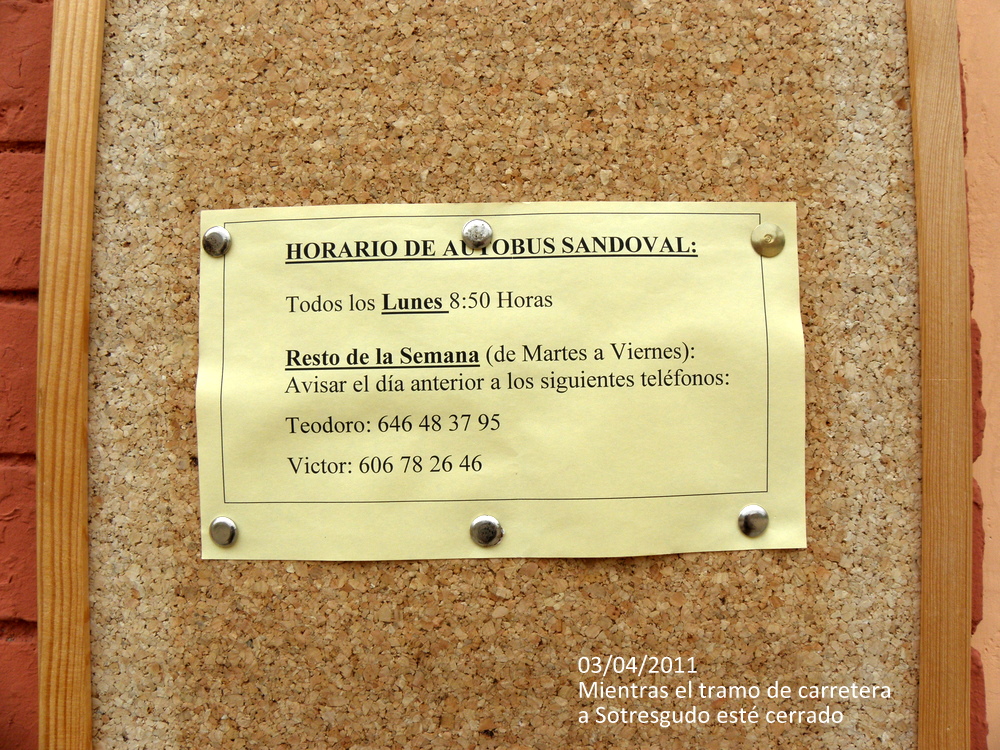 HORARIO DE AUTOBUS SANDOVAL:
Todos los Lunes 8:50 Horas
Resto de la Semana (de Martes a Viernes):
Avisar el día anterior a los siguientes teléfonos:
Teodoro: 646 48 37 95
Victor: 606 78 26 46
03/04/2011
Mientras el tramo de carretera
a Sotresgudo esté cerrado